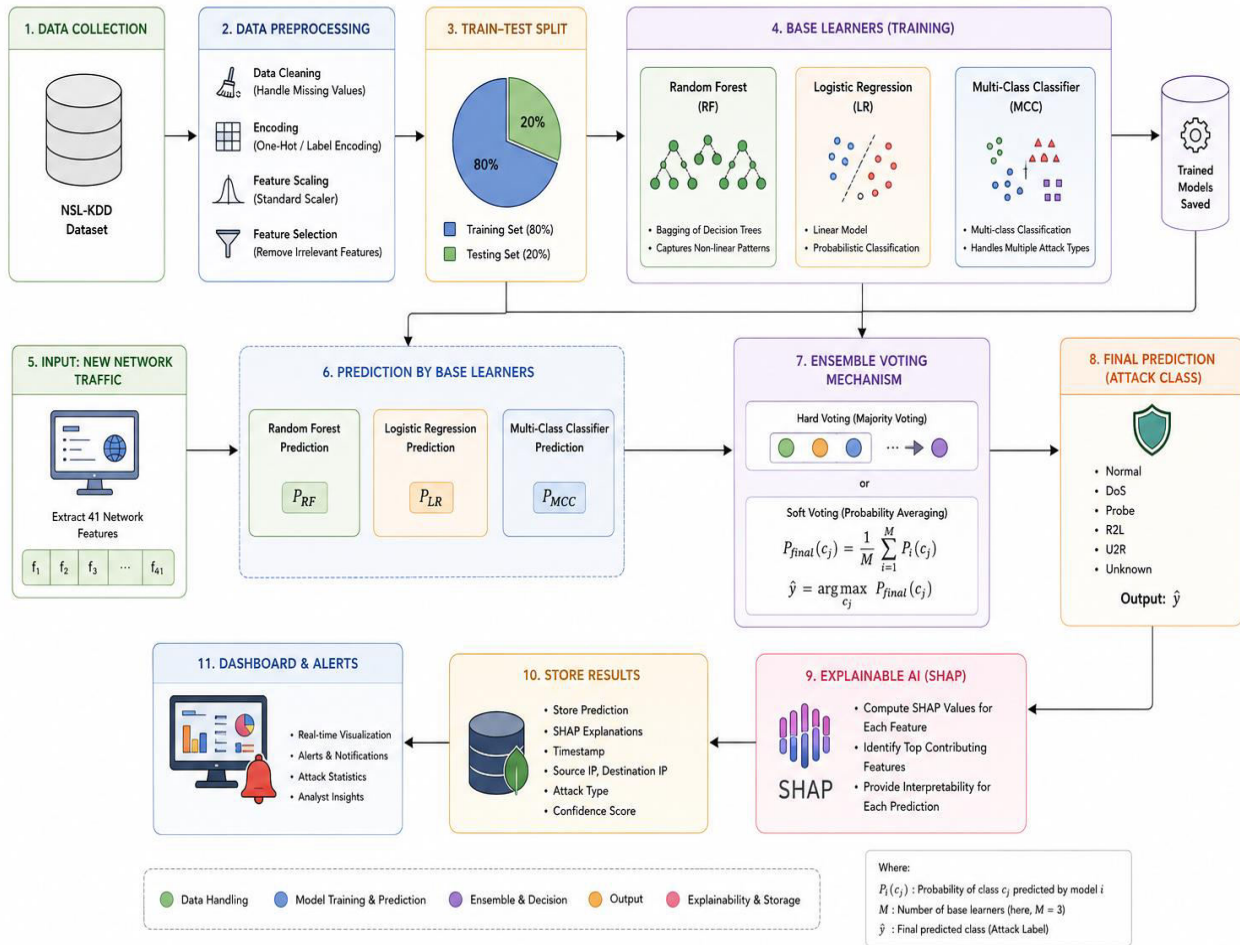 1. DATA COLLECTION
NSL-KDD
Dataset
2. DATA PREPROCESSING
Data Cleaning
(Handle Missing Values)
Encoding
(One-Hot / Label Encoding)
Feature Scaling
(Standard Scaler)
Feature Selection
(Remove Irrelevant Features)
3. TRAIN–TEST SPLIT
20%
80%
Training Set (80%)
Testing Set (20%)
4. BASE LEARNERS (TRAINING)
Random Forest
(RF)
• Bagging of Decision Trees
• Captures Non-linear Patterns
Logistic Regression
(LR)
• Linear Model
• Probabilistic Classification
Multi-Class Classifier
(MCC)
• Multi-class Classification
• Handles Multiple Attack Types
Trained
Models
Saved
5. INPUT: NEW NETWORK
TRAFFIC
Extract 41 Network
Features
f₁ f₂ f₃ ⋯ f₄₁
6. PREDICTION BY BASE LEARNERS
Random Forest
Prediction
P_RF
Logistic Regression
Prediction
P_LR
Multi-Class Classifier
Prediction
P_MCC
7. ENSEMBLE VOTING
MECHANISM
Hard Voting (Majority Voting)
⋯
or
Soft Voting (Probability Averaging)
P_final(c_j) = 1/M ∑_{i=1}^{M} P_i(c_j)
ŷ = arg max_{c_j} P_final(c_j)
8. FINAL PREDICTION
(ATTACK CLASS)
• Normal
• DoS
• Probe
• R2L
• U2R
• Unknown
Output: ŷ
9. EXPLAINABLE AI (SHAP)
SHAP
• Compute SHAP Values for
Each Feature
• Identify Top Contributing
Features
• Provide Interpretability for
Each Prediction
10. STORE RESULTS
• Store Prediction
• SHAP Explanations
• Timestamp
• Source IP, Destination IP
• Attack Type
• Confidence Score
11. DASHBOARD & ALERTS
• Real-time Visualization
• Alerts & Notifications
• Attack Statistics
• Analyst Insights
Data Handling
Model Training & Prediction
Ensemble & Decision
Output
Explainability & Storage
Where:
P_i(c_j) : Probability of class c_j predicted by model i
M : Number of base learners (here, M = 3)
ŷ : Final predicted class (Attack Label)